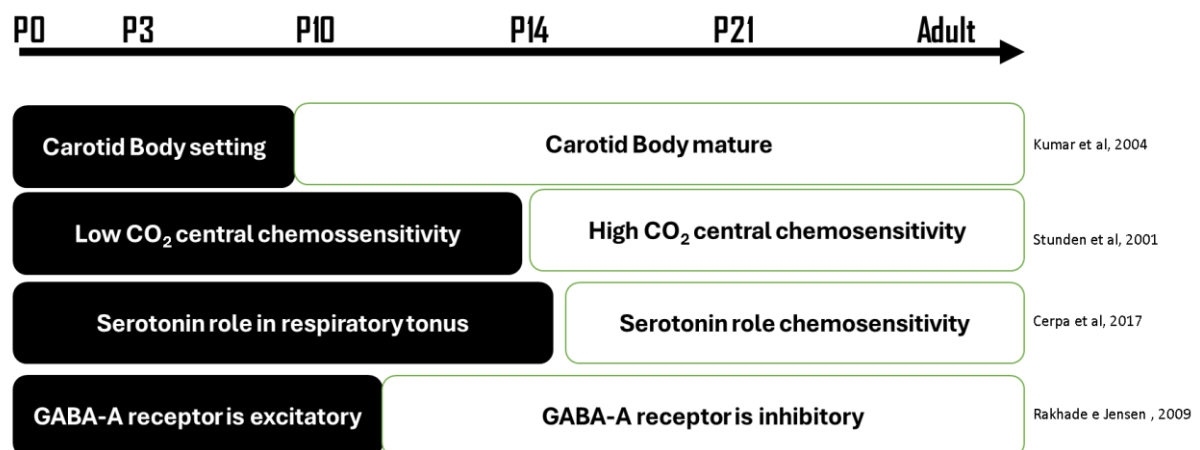 P0 P3 P10 P14 P21 Adult
Carotid Body setting
Carotid Body mature
Kumar et al, 2004
Low CO₂ central chemossensitivity
High CO₂ central chemosensitivity
Stunden et al, 2001
Serotonin role in respiratory tonus
Serotonin role chemosensitivity
Cerpa et al, 2017
GABA-A receptor is excitatory
GABA-A receptor is inhibitory
Rakhade e Jensen , 2009